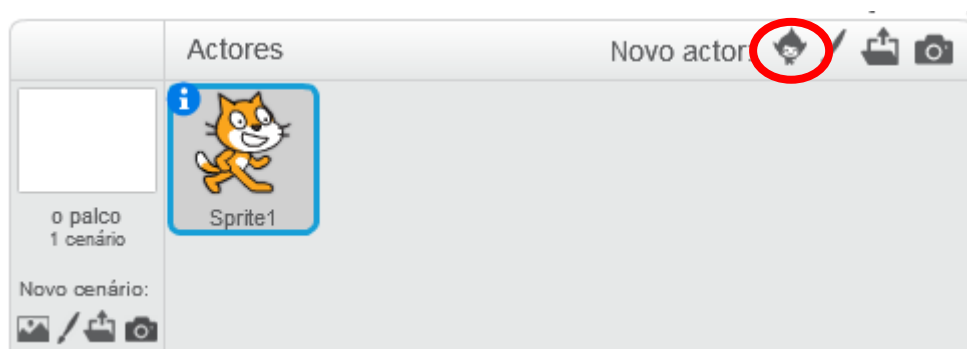 Actores
Novo actor:
i
Sprite1
o palco
1 cenário
Novo cenário: